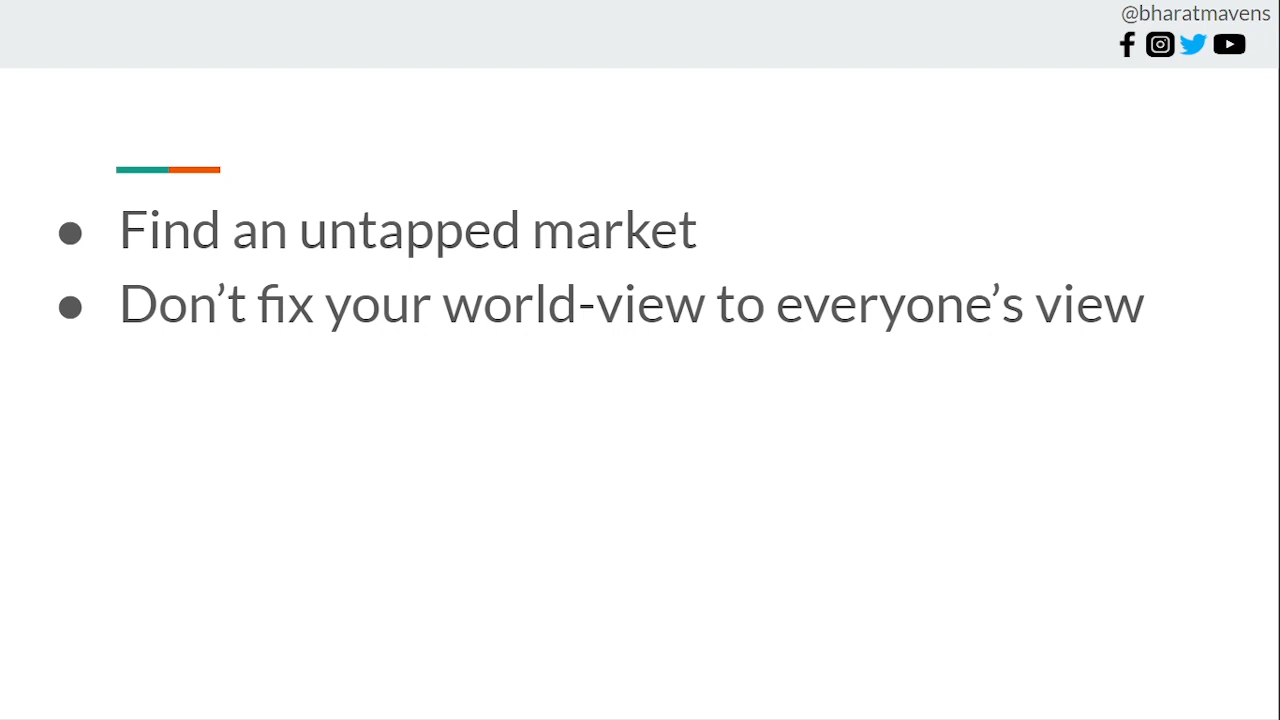 @bharatmavens
● Find an untapped market
● Don’t fix your world-view to everyone’s view